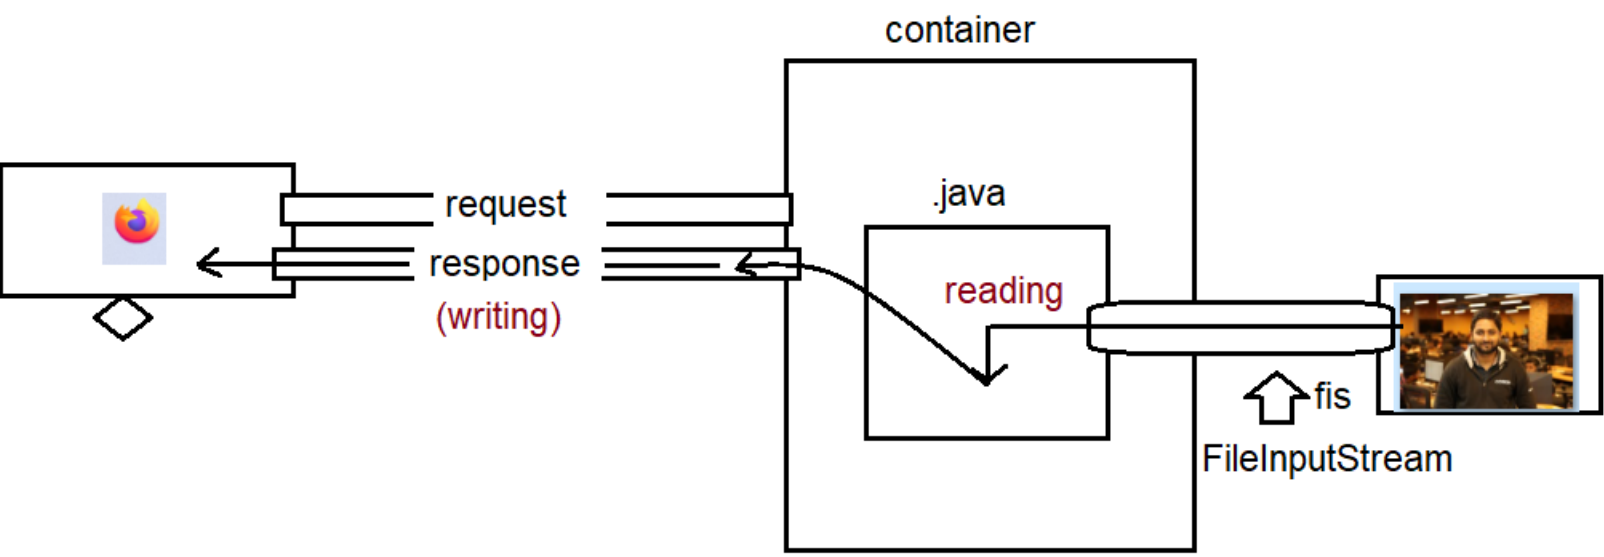 container
.java
request
response
(writing)
reading
fis
FileInputStream